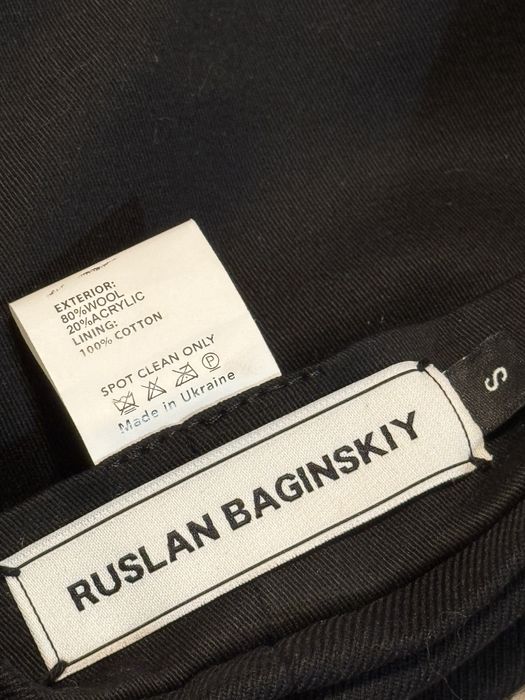 EXTERIOR:
80%WOOL
20%ACRYLIC
LINING:
100% COTTON
SPOT CLEAN ONLY
P
Made in Ukraine
S
RUSLAN BAGINSKIY